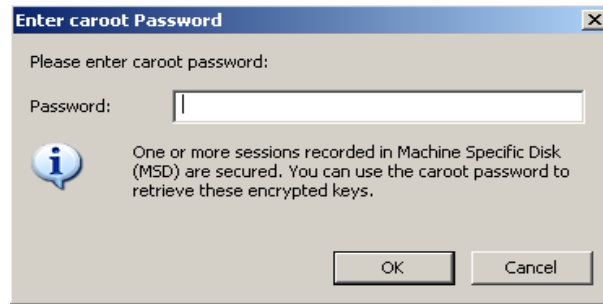 Enter caroot Password
Please enter caroot password:
Password:
One or more sessions recorded in Machine Specific Disk
(MSD) are secured. You can use the caroot password to
retrieve these encrypted keys.
OK
Cancel